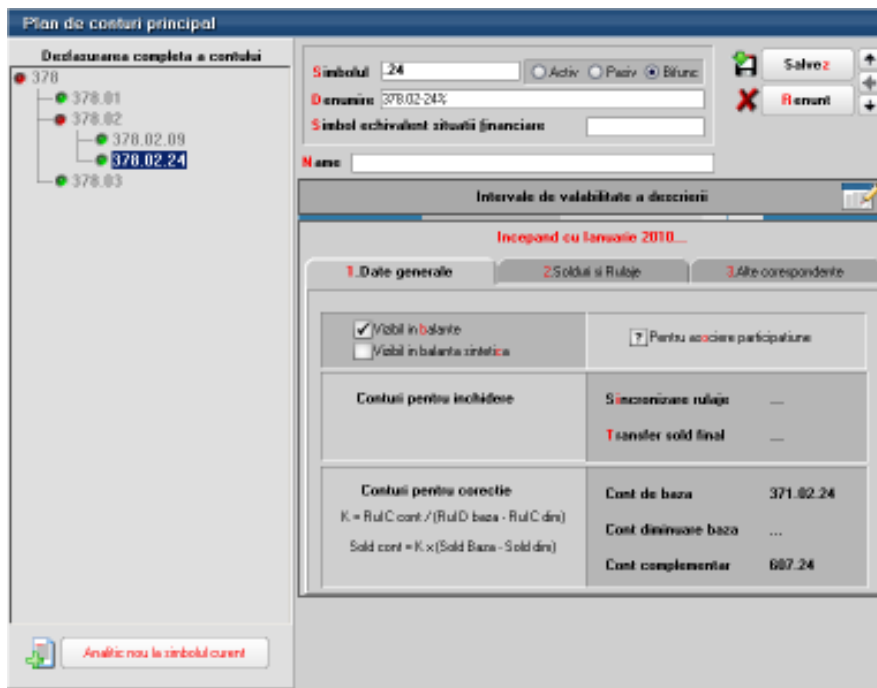 Plan de conturi principal
Desfasurarea completa a contului
378
378.01
378.02
378.02.09
378.02.24
378.03
Analitic nou la simbolul curent
Simbolul .24
Activ Pasiv Bifunc
Denumire 378.02-24%
Simbol echivalent situatii financiare
Name
Salvez
Renunt
Intervale de valabilitate a descrierii
Incepand cu Ianuarie 2010...
1.Date generale
2.Solduri si Rulaje
3.Alte corespondente
Vizibil in balante
Vizibil in balanta sintetica
? Pentru asociere participatiune
Conturi pentru inchidere
Sincronizare rulaje ...
Transfer sold final ...
Conturi pentru corectie
K = RulC cont / (RulD baza - RulC dim)
Sold cont = K x (Sold Baza - Sold dim)
Cont de baza 371.02.24
Cont diminuare baza ...
Cont complementar 607.24